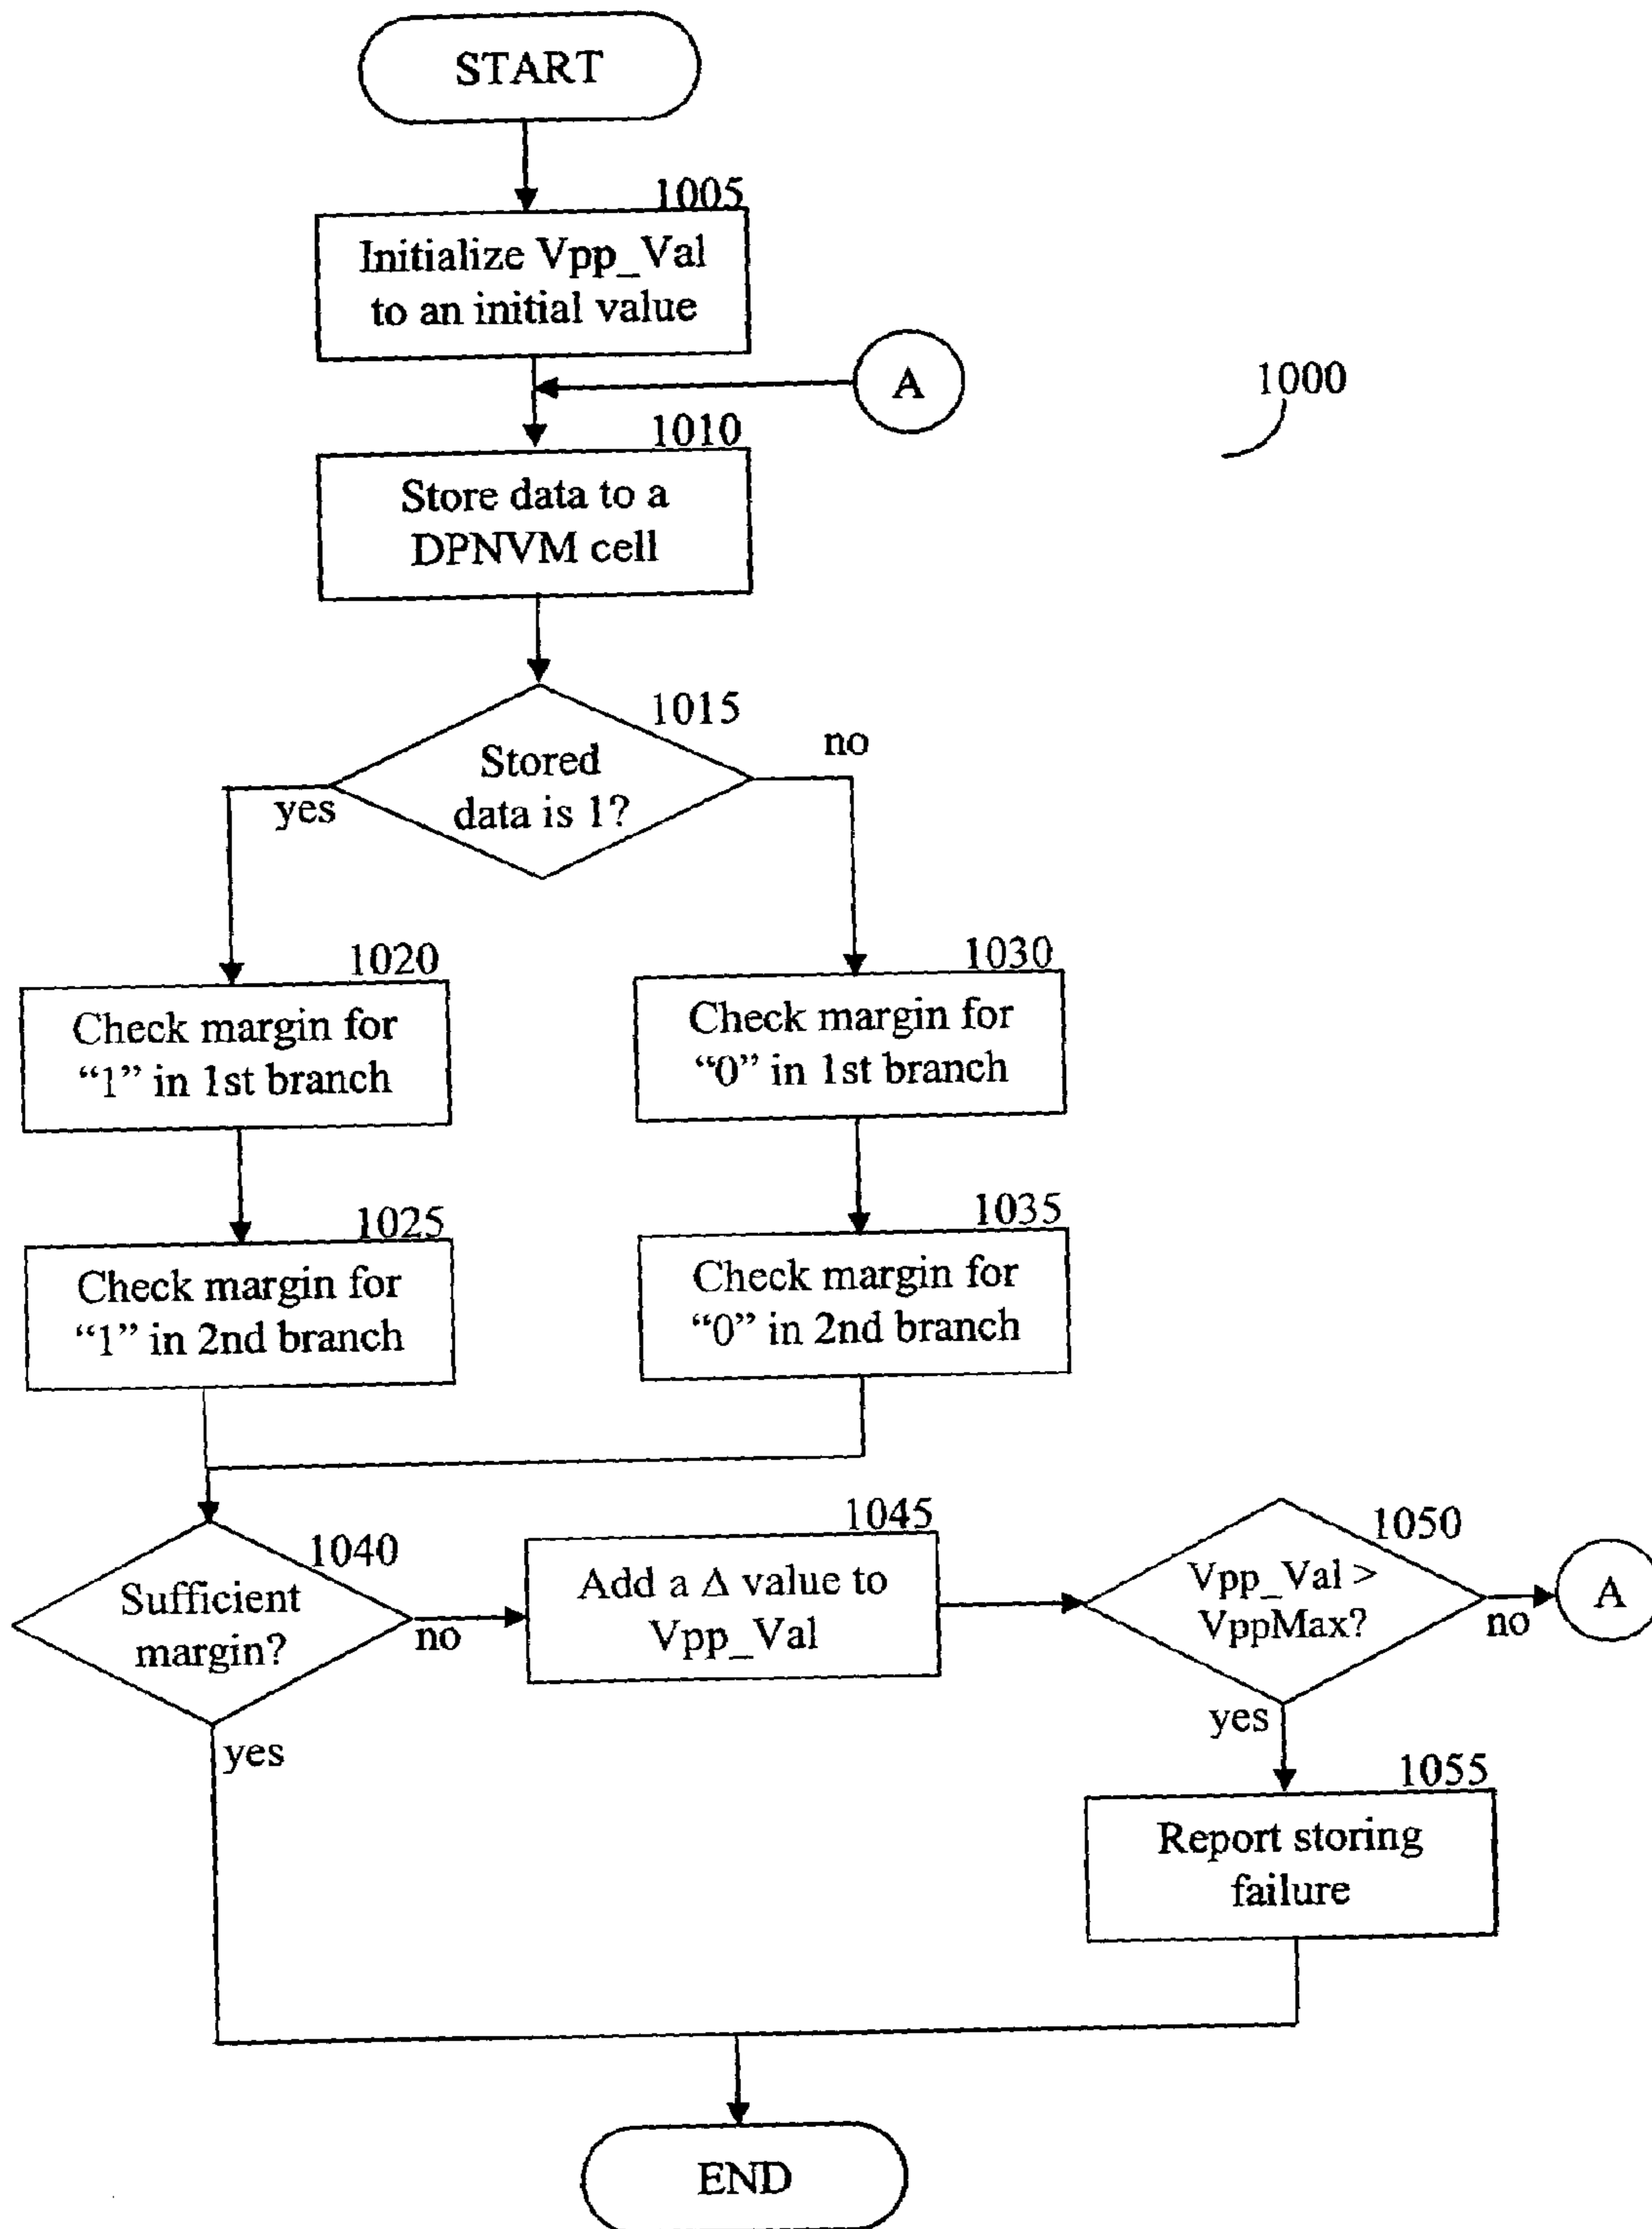 START
1005
Initialize Vpp_Val
to an initial value
A
1000
1010
Store data to a
DPNVM cell
1015
Stored
data is 1?
yes
no
1020
Check margin for
“1” in 1st branch
1030
Check margin for
“0” in 1st branch
1025
Check margin for
“1” in 2nd branch
1035
Check margin for
“0” in 2nd branch
1040
Sufficient
margin?
no
yes
1045
Add a Δ value to
Vpp_Val
1050
Vpp_Val >
VppMax?
no
A
yes
1055
Report storing
failure
END